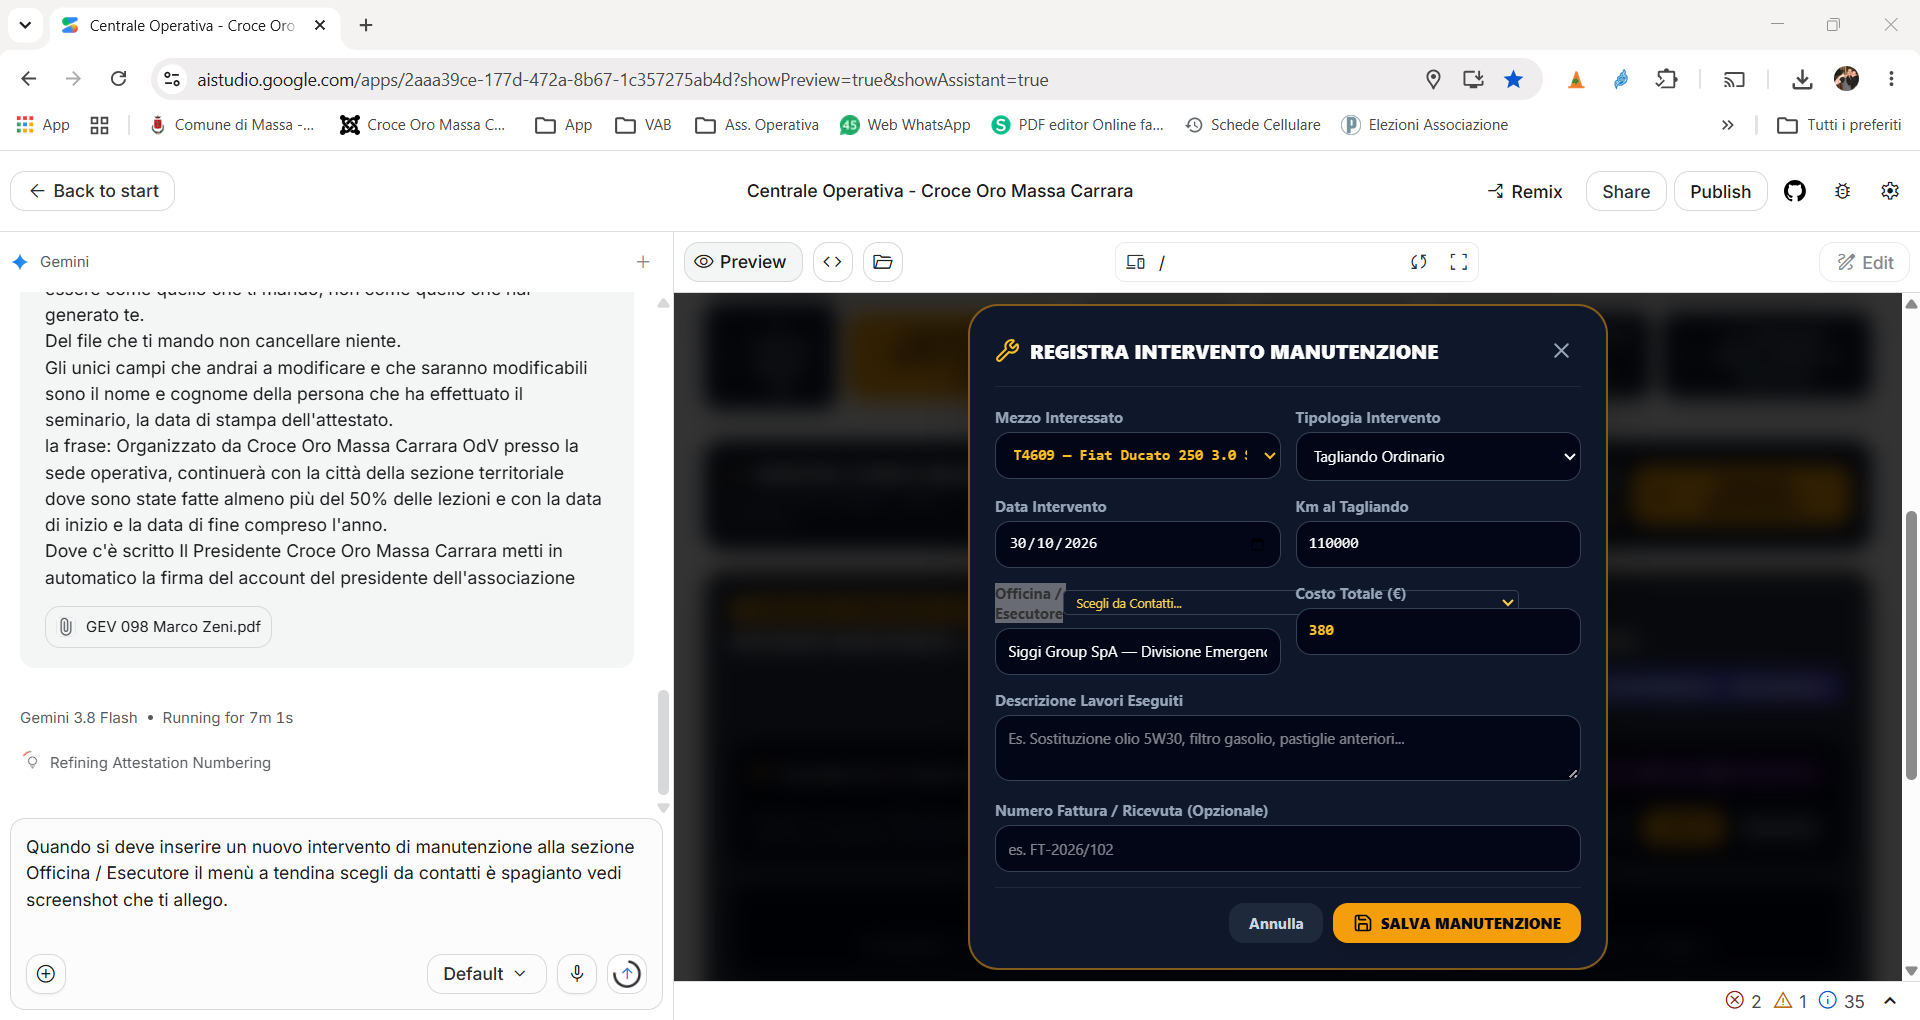 Centrale Operativa - Croce Oro
aistudio.google.com/apps/2aaa39ce-177d-472a-8b67-1c357275ab4d?showPreview=true&showAssistant=true
App
Comune di Massa -...
Croce Oro Massa C...
App
VAB
Ass. Operativa
45
Web WhatsApp
PDF editor Online fa...
Schede Cellulare
Elezioni Associazione
Tutti i preferiti
Back to start
Centrale Operativa - Croce Oro Massa Carrara
Remix
Share
Publish
Gemini
Preview
/
Edit
essere come quello che ti mando, non come quello che hai
generato te.
Del file che ti mando non cancellare niente.
Gli unici campi che andrai a modificare e che saranno modificabili
sono il nome e cognome della persona che ha effettuato il
seminario, la data di stampa dell'attestato.
la frase: Organizzato da Croce Oro Massa Carrara OdV presso la
sede operativa, continuerà con la città della sezione territoriale
dove sono state fatte almeno più del 50% delle lezioni e con la data
di inizio e la data di fine compreso l'anno.
Dove c'è scritto Il Presidente Croce Oro Massa Carrara metti in
automatico la firma del account del presidente dell'associazione
GEV 098 Marco Zeni.pdf
Gemini 3.8 Flash • Running for 7m 1s
Refining Attestation Numbering
Quando si deve inserire un nuovo intervento di manutenzione alla sezione
Officina / Esecutore il menù a tendina scegli da contatti è spagianto vedi
screenshot che ti allego.
Default
REGISTRA INTERVENTO MANUTENZIONE
Mezzo Interessato
Tipologia Intervento
T4609 — Fiat Ducato 250 3.0
Tagliando Ordinario
Data Intervento
Km al Tagliando
30/10/2026
110000
Officina /
Esecutore
Scegli da Contatti...
Costo Totale (€)
380
Siggi Group SpA — Divisione Emergen
Descrizione Lavori Eseguiti
Es. Sostituzione olio 5W30, filtro gasolio, pastiglie anteriori...
Numero Fattura / Ricevuta (Opzionale)
es. FT-2026/102
Annulla
SALVA MANUTENZIONE
2
1
35